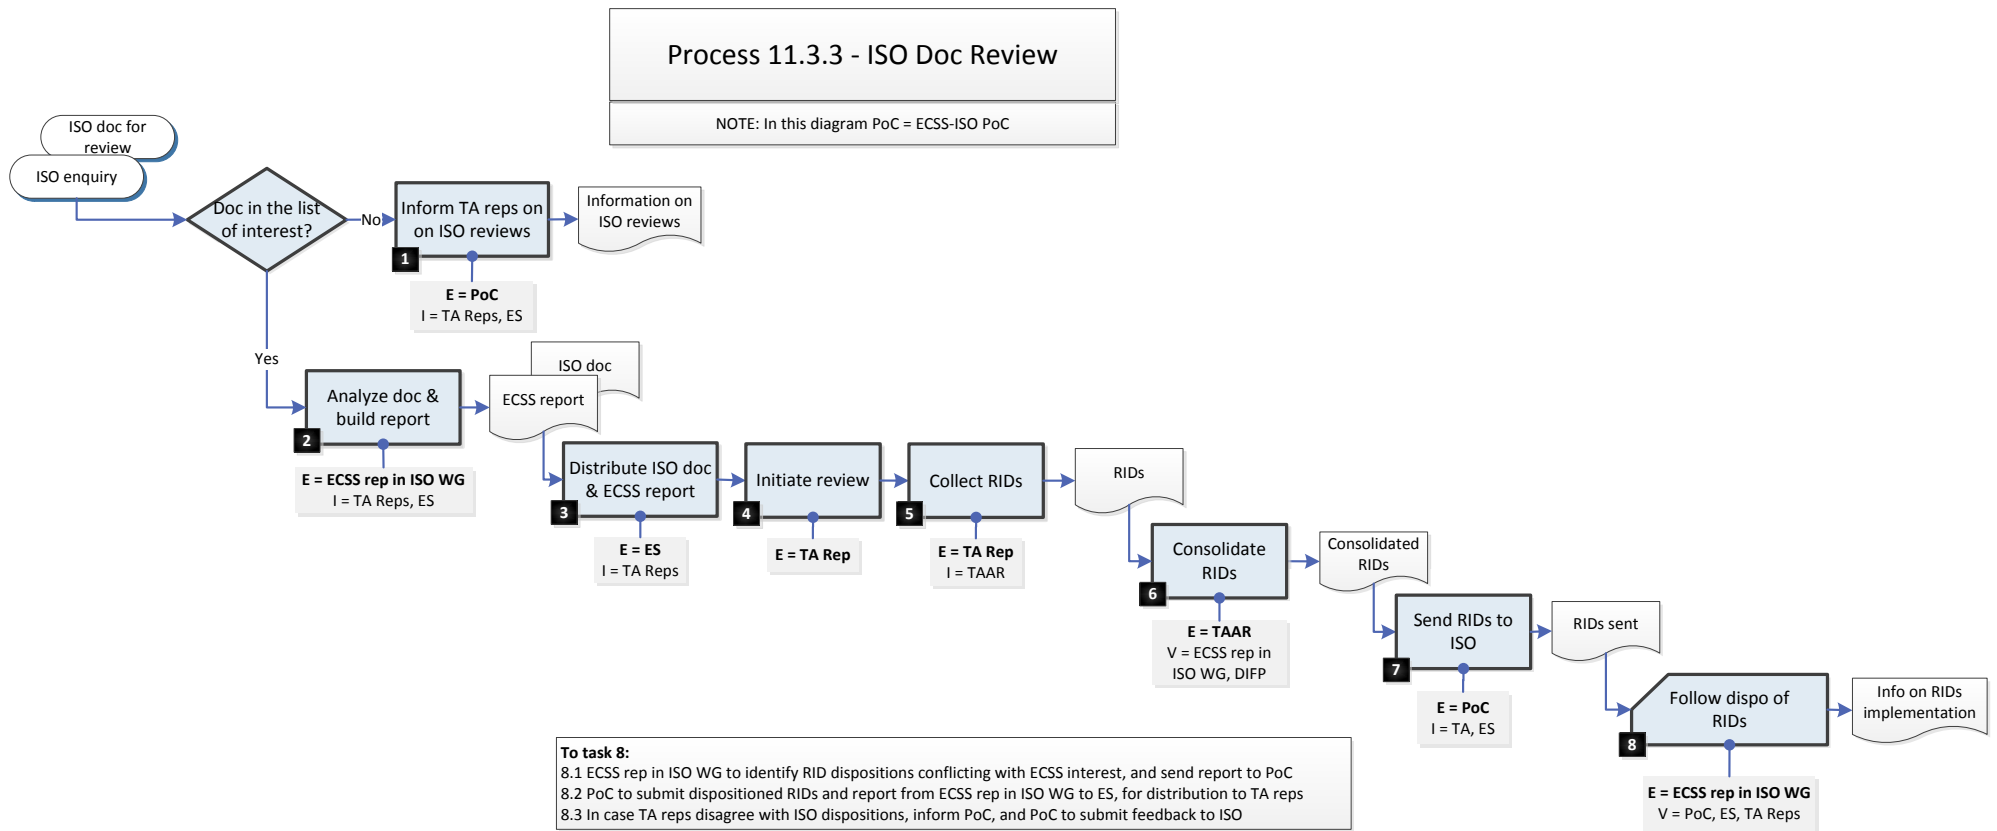 Process 11.3.3 - ISO Doc Review
NOTE: In this diagram PoC = ECSS-ISO PoC
ISO doc for
review
ISO enquiry
Doc in the list
of interest?
No
Inform TA reps on
on ISO reviews
1
E = PoC
I = TA Reps, ES
Information on
ISO reviews
Yes
Analyze doc &
build report
2
E = ECSS rep in ISO WG
I = TA Reps, ES
ISO doc
ECSS report
Distribute ISO doc
& ECSS report
3
E = ES
I = TA Reps
Initiate review
4
E = TA Rep
Collect RIDs
5
E = TA Rep
I = TAAR
RIDs
Consolidate
RIDs
6
E = TAAR
V = ECSS rep in
ISO WG, DIFP
Consolidated
RIDs
Send RIDs to
ISO
7
E = PoC
I = TA, ES
RIDs sent
Follow dispo of
RIDs
8
E = ECSS rep in ISO WG
V = PoC, ES, TA Reps
Info on RIDs
implementation
To task 8:
8.1 ECSS rep in ISO WG to identify RID dispositions conflicting with ECSS interest, and send report to PoC
8.2 PoC to submit dispositioned RIDs and report from ECSS rep in ISO WG to ES, for distribution to TA reps
8.3 In case TA reps disagree with ISO dispositions, inform PoC, and PoC to submit feedback to ISO